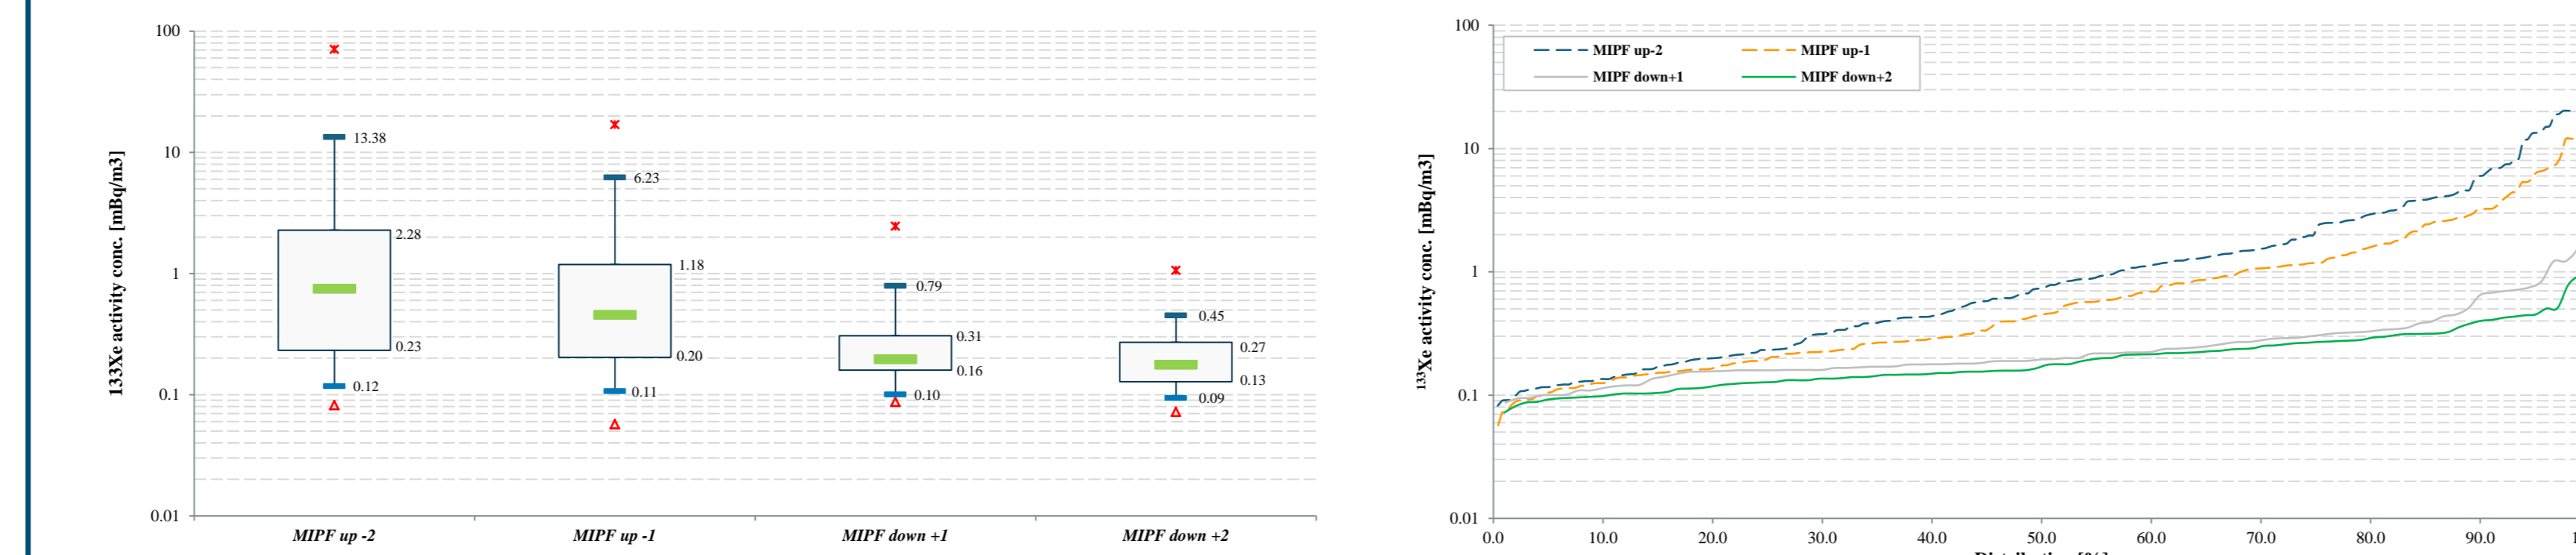 100
10
1
0.1
0.01
133Xe activity conc. [mBq/m3]
13.38
2.28
0.23
0.12
6.23
1.18
0.20
0.11
0.79
0.31
0.16
0.10
0.45
0.27
0.13
0.09
MIPF up -2
MIPF up -1
MIPF down +1
MIPF down +2
100
10
1
0.1
0.01
133Xe activity conc. [mBq/m3]
MIPF up-2 MIPF up-1
MIPF down+1 MIPF down+2
0.0 10.0 20.0 30.0 40.0 50.0 60.0 70.0 80.0 90.0
Distribution [%]